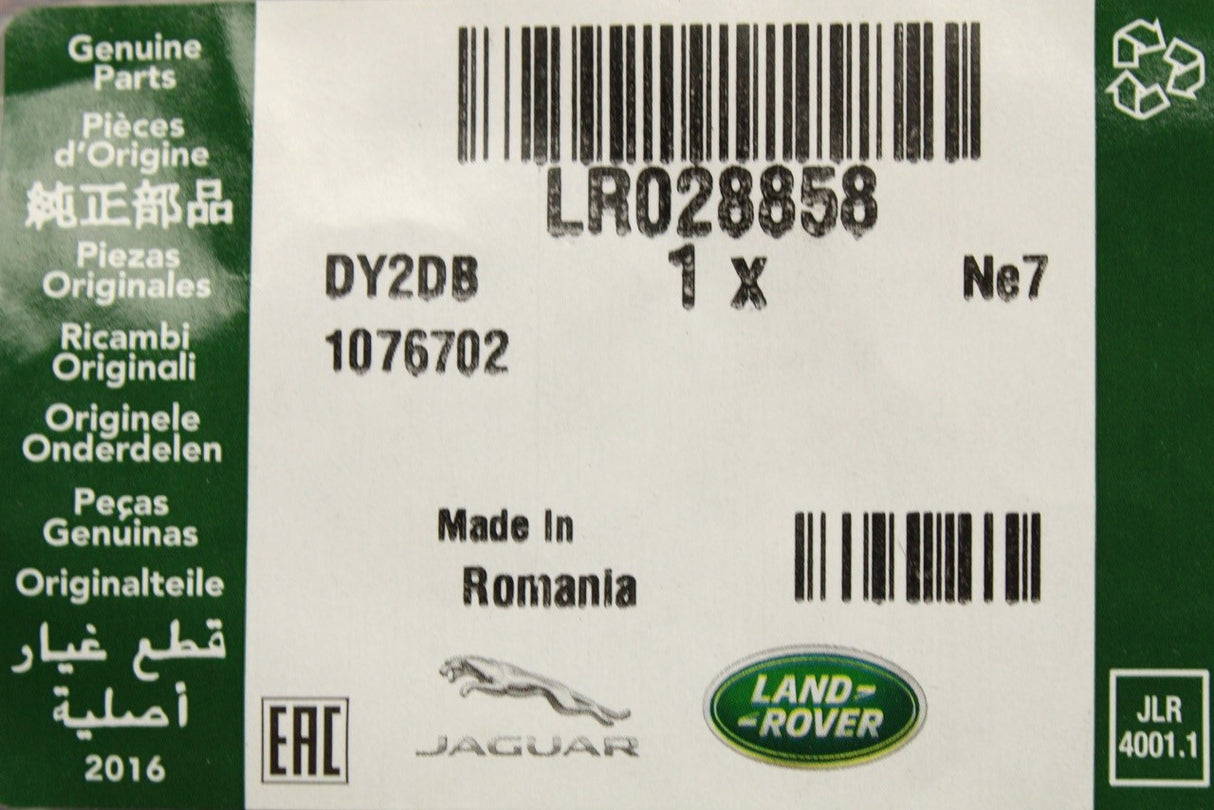 Genuine
Parts
Pièces
d'Origine
純正部品
Piezas
Originales
Ricambi
Originali
Originele
Onderdelen
Peças
Genuinas
Originalteile
قطع غيار
أصلية
2016
LR028858
DY2DB
1 X
Ne7
1076702
Made In
Romania
EAC
JAGUAR
LAND-
-ROVER
JLR
4001.1